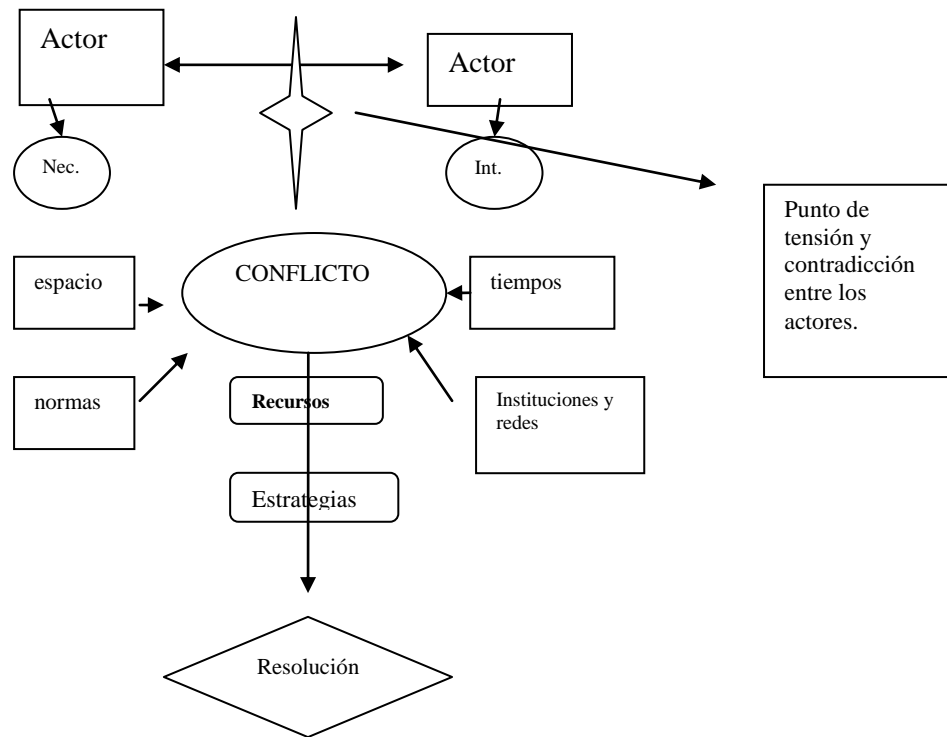 Actor
Actor
Nec.
Int.
Punto de
tensión y
contradicción
entre los
actores.
espacio
CONFLICTO
tiempos
normas
Recursos
Instituciones y
redes
Estrategias
Resolución